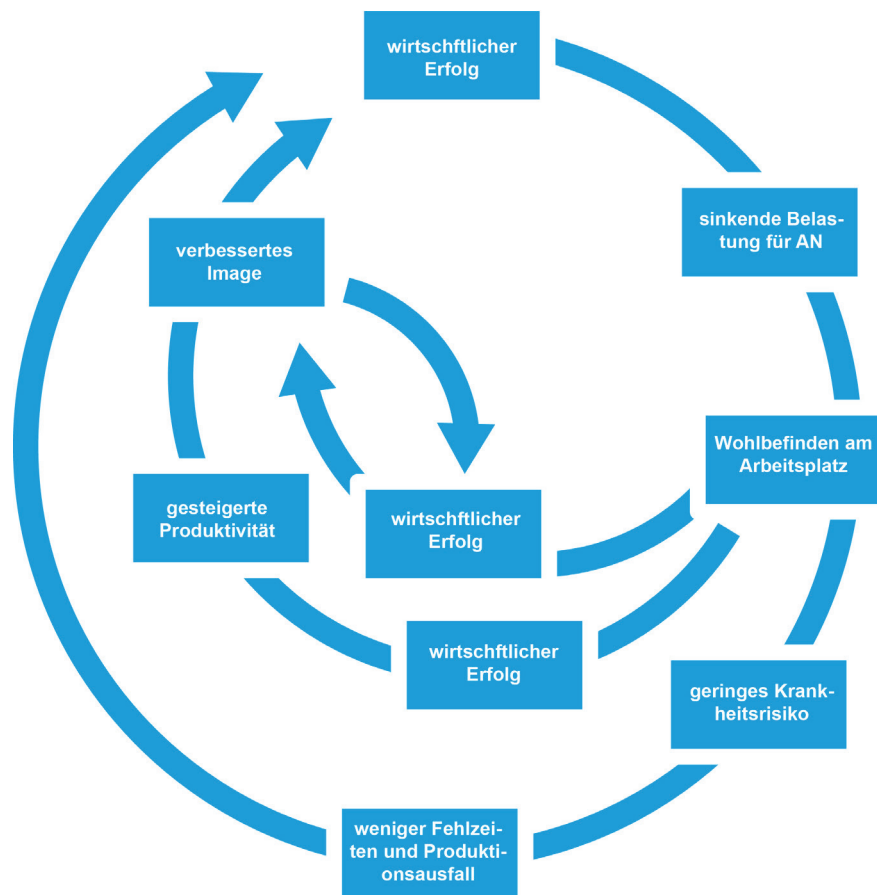 wirtschftlicher
Erfolg
sinkende Belas-
tung für AN
verbessertes
Image
Wohlbefinden am
Arbeitsplatz
gesteigerte
Produktivität
wirtschftlicher
Erfolg
wirtschftlicher
Erfolg
geringes Krank-
heitsrisiko
weniger Fehlzei-
ten und Produkti-
onsausfall